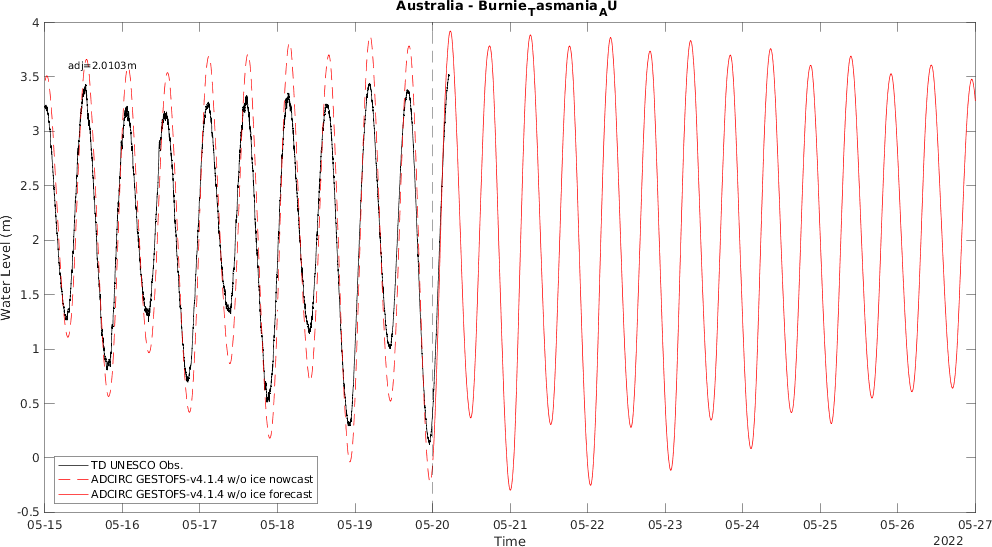 Australia - Burnie_Tasmania_AU
adj=2.0103m
4
3.5
3
2.5
2
1.5
1
0.5
0
-0.5
Water Level (m)
TD UNESCO Obs.
ADCIRC GESTOFS-v4.1.4 w/o ice nowcast
ADCIRC GESTOFS-v4.1.4 w/o ice forecast
05-15 05-16 05-17 05-18 05-19 05-20 05-21 05-22 05-23 05-24 05-25 05-26 05-27
Time
2022